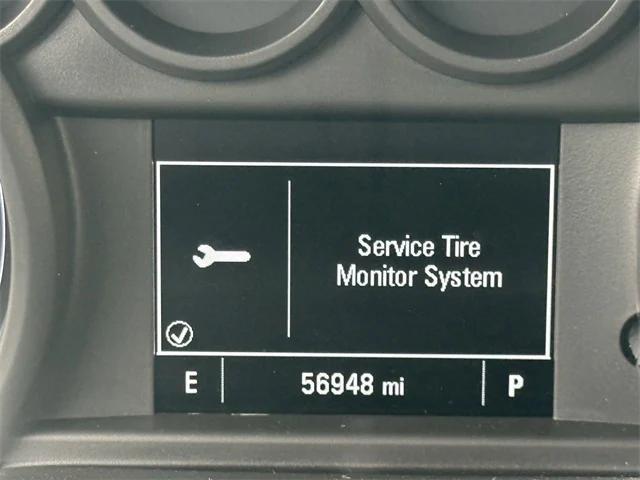 Service Tire
Monitor System
E 56948 mi P